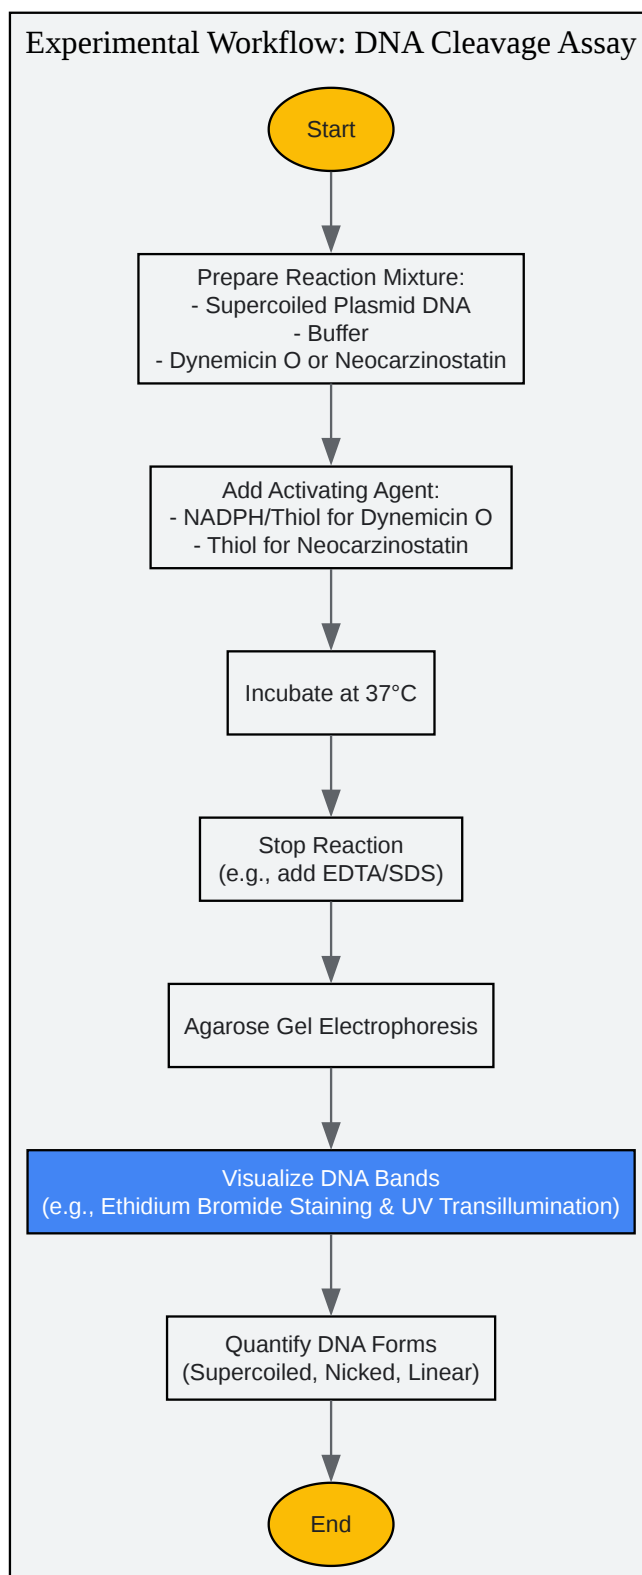 Experimental Workflow: DNA Cleavage Assay
Start
Prepare Reaction Mixture:
- Supercoiled Plasmid DNA
- Buffer
- Dynemicin O or Neocarzinostatin
Add Activating Agent:
- NADPH/Thiol for Dynemicin O
- Thiol for Neocarzinostatin
Incubate at 37°C
Stop Reaction
(e.g., add EDTA/SDS)
Agarose Gel Electrophoresis
Visualize DNA Bands
(e.g., Ethidium Bromide Staining & UV Transillumination)
Quantify DNA Forms
(Supercoiled, Nicked, Linear)
End